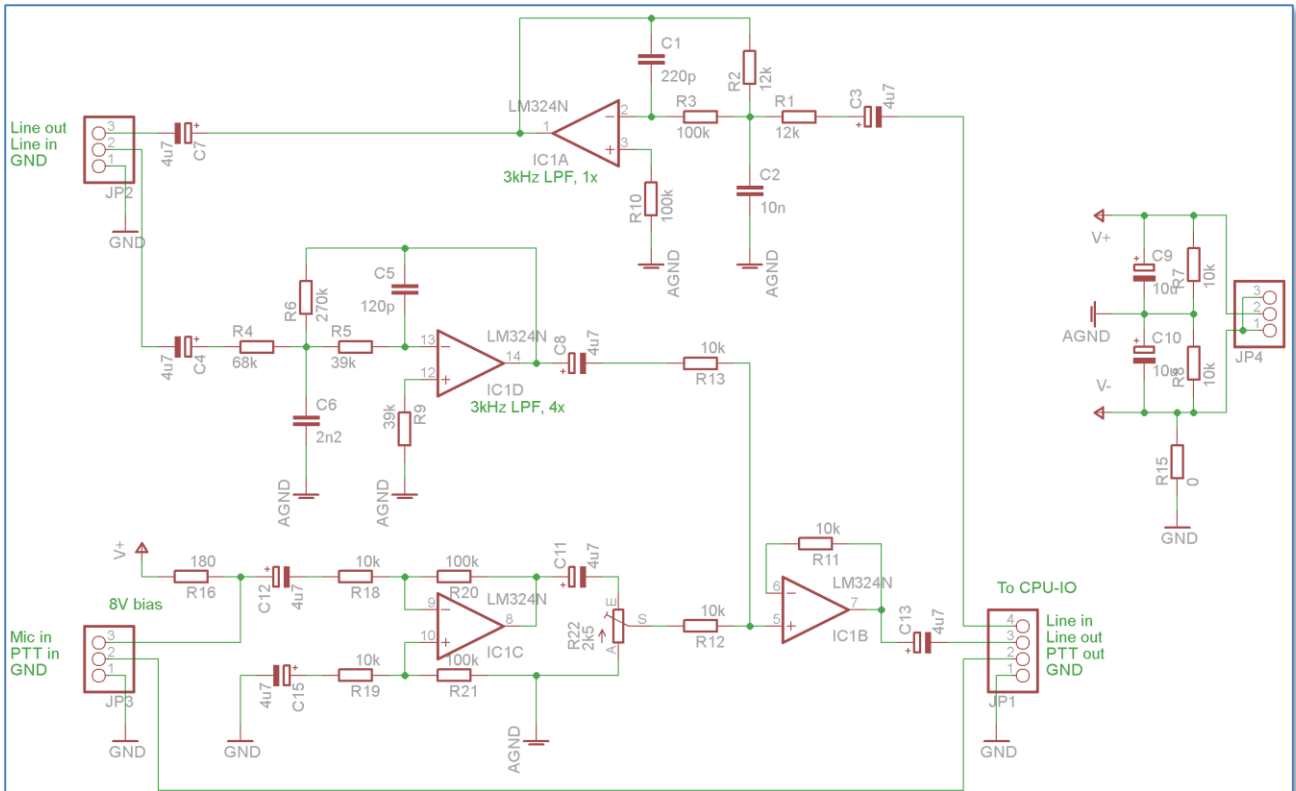 C1
220p
R2
12k
LM324N
2
1
3
R3
100k
R1
12k
C3
4u7
IC1A
3kHz LPF, 1x
R10
100k
C2
10n
AGND
AGND
Line out
Line in
GND
3
2
1
JP2
GND
4u7
C7
V+
C9
10u
R7
10k
AGND
C10
10u
R8
10k
V-
3
2
1
JP4
R15
0
GND
R6
270k
C5
120p
4u7
C4
R4
68k
R5
39k
LM324N
13
14
12
IC1D
3kHz LPF, 4x
C8
4u7
10k
R13
39k
R9
C6
2n2
AGND
AGND
V+
180
R16
8V bias
C12
4u7
10k
R18
100k
R20
LM324N
9
8
10
IC1C
C11
4u7
E
S
A
R22
2k5
10k
R12
10k
R11
LM324N
6
7
5
IC1B
C13
4u7
Mic in
PTT in
GND
3
2
1
JP3
GND
4u7
C15
GND
10k
R19
100k
R21
AGND
To CPU-IO
4
3
2
1
Line in
Line out
PTT out
GND
JP1
GND